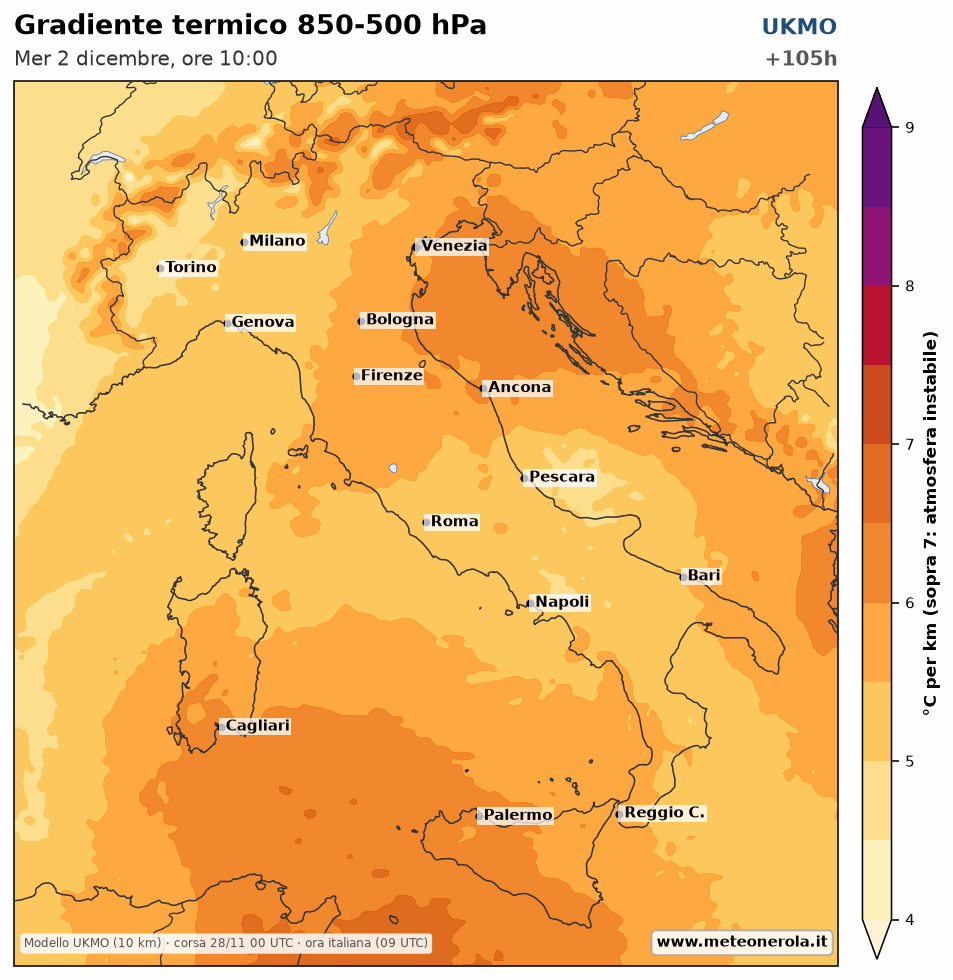 Gradiente termico 850-500 hPa
UKMO
Mer 2 dicembre, ore 10:00
+105h
Milano
Venezia
Torino
Genova
Bologna
Firenze
Ancona
Pescara
Roma
Bari
Napoli
Cagliari
Palermo
Reggio C.
9
8
7
6
5
4
°C per km (sopra 7: atmosfera instabile)
Modello UKMO (10 km) · corsa 28/11 00 UTC · ora italiana (09 UTC)
www.meteonerola.it